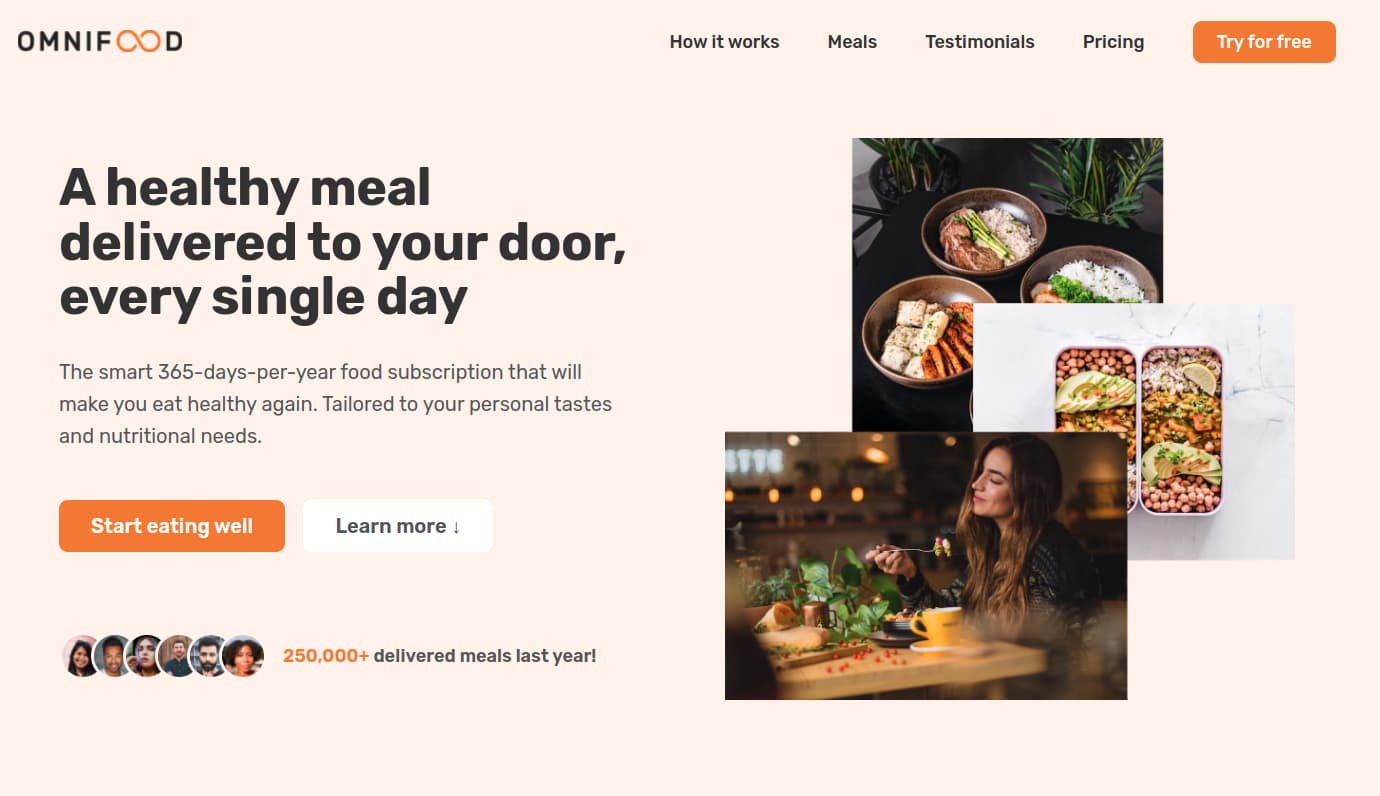 OMNIFOOD
How it works
Meals
Testimonials
Pricing
Try for free
A healthy meal
delivered to your door,
every single day
The smart 365-days-per-year food subscription that will
make you eat healthy again. Tailored to your personal tastes
and nutritional needs.
Start eating well
Learn more ↓
250,000+ delivered meals last year!